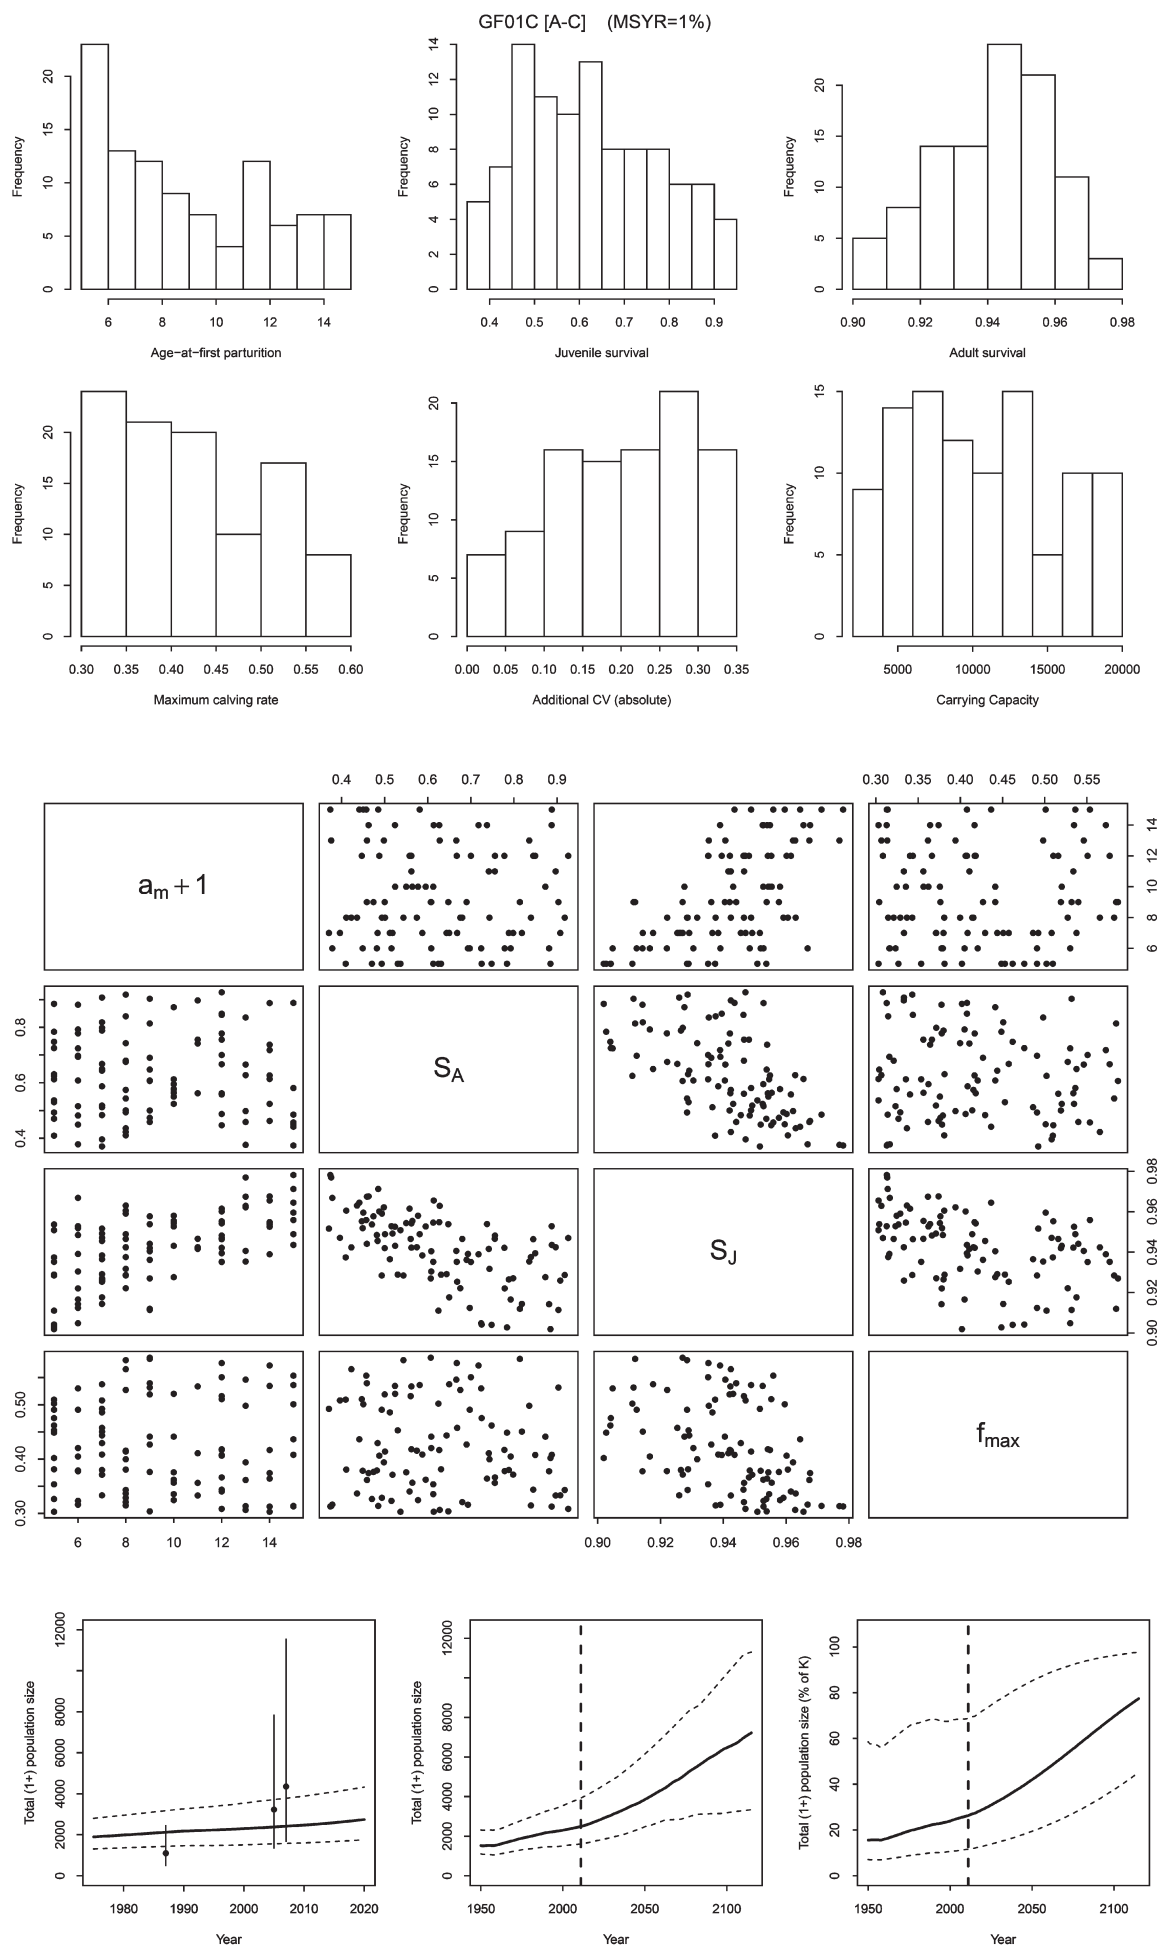 GF01C [A-C] (MSYR=1%)
Frequency
0 5 10 15 20
6 8 10 12 14
Age-at-first parturition
Frequency
0 2 4 6 8 10 12 14
0.4 0.5 0.6 0.7 0.8 0.9
Juvenile survival
Frequency
0 5 10 15 20
0.90 0.92 0.94 0.96 0.98
Adult survival
Frequency
0 5 10 15 20
0.30 0.35 0.40 0.45 0.50 0.55 0.60
Maximum calving rate
Frequency
0 5 10 15 20
0.00 0.05 0.10 0.15 0.20 0.25 0.30 0.35
Additional CV (absolute)
Frequency
0 5 10 15
5000 10000 15000 20000
Carrying Capacity
0.4 0.5 0.6 0.7 0.8 0.9
0.30 0.35 0.40 0.45 0.50 0.55
am + 1
6 8 10 12 14
0.4 0.6 0.8
SA
SJ
0.90 0.92 0.94 0.96 0.98
0.30 0.40 0.50
fmax
6 8 10 12 14
0.90 0.92 0.94 0.96 0.98
Total (1+) population size
0 2000 4000 6000 8000 12000
1980 1990 2000 2010 2020
Year
Total (1+) population size
0 2000 4000 6000 8000 12000
1950 2000 2050 2100
Year
Total (1+) population size (% of K)
0 20 40 60 80 100
1950 2000 2050 2100
Year